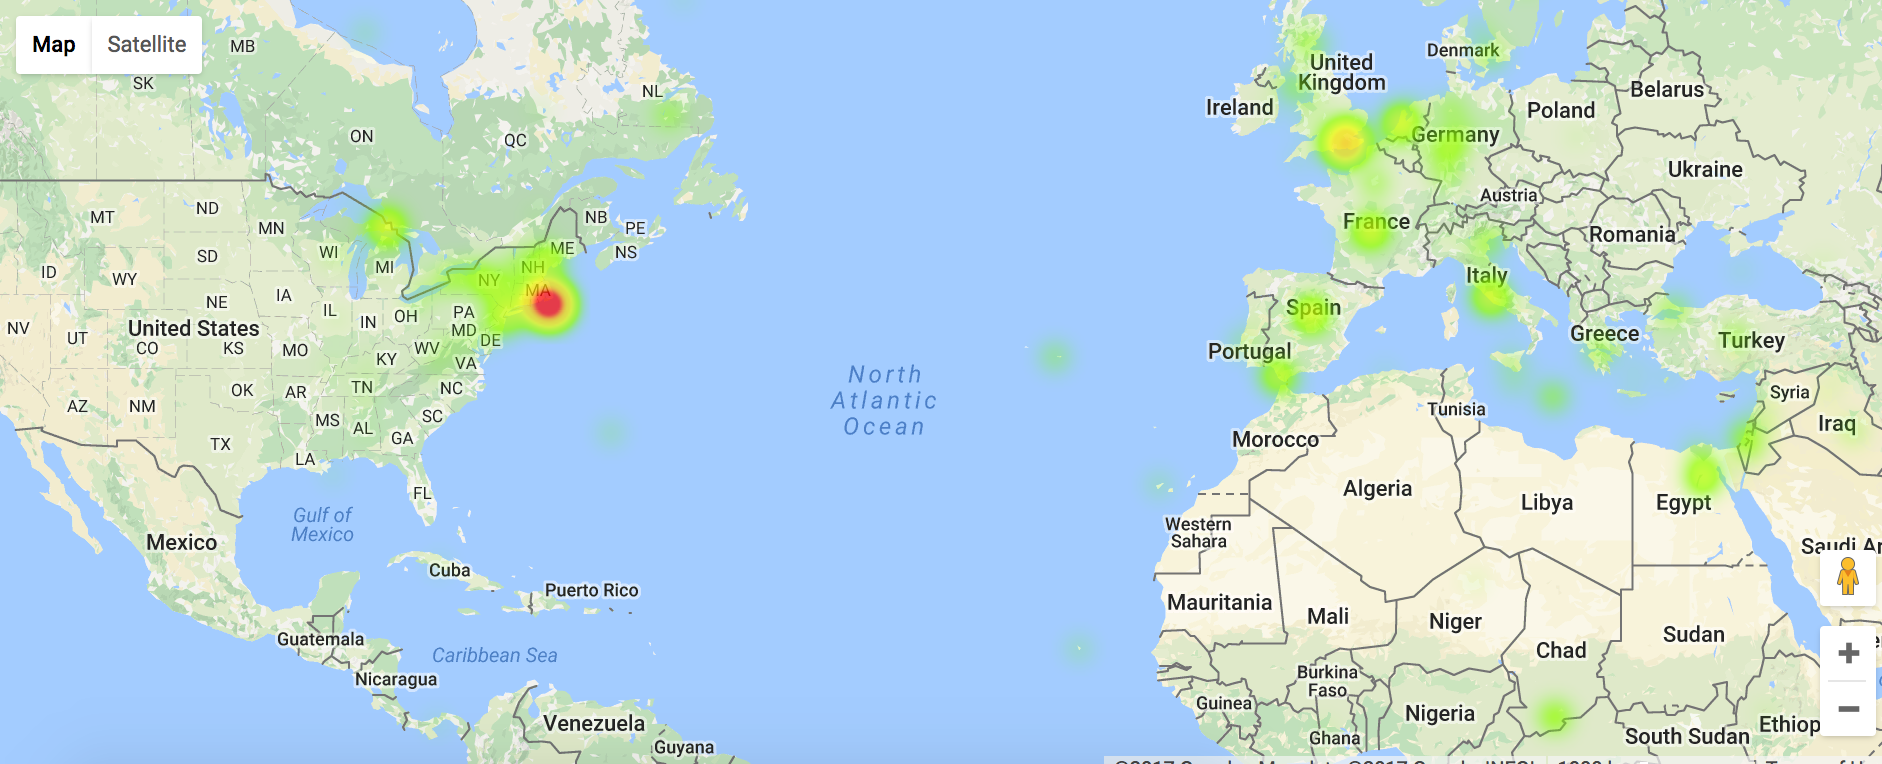 Map Satellite
MB
SK
NL
ON
QC
MT
ND
MN
NB
PE
NS
ME
NH
MA
NY
WI
MI
SD
ID
WY
NE
IA
IL
IN
OH
PA
MD
DE
NV
UT
United States
CO
KS
MO
KY
WV
VA
AZ
NM
OK
AR
TN
NC
SC
MS
AL
GA
TX
LA
FL
Gulf of
Mexico
Mexico
Cuba
Puerto Rico
Guatemala
Caribbean Sea
Nicaragua
Venezuela
Guyana
North
Atlantic
Ocean
United
Kingdom
Ireland
Denmark
Belarus
Poland
Germany
Ukraine
Austria
France
Romania
Italy
Spain
Portugal
Greece
Turkey
Syria
Iraq
Tunisia
Morocco
Algeria
Libya
Egypt
Western
Sahara
Saudi Ar
Mauritania
Mali
Niger
Chad
Sudan
Burkina
Faso
Guinea
Nigeria
Ghana
South Sudan
Ethiop
+
−